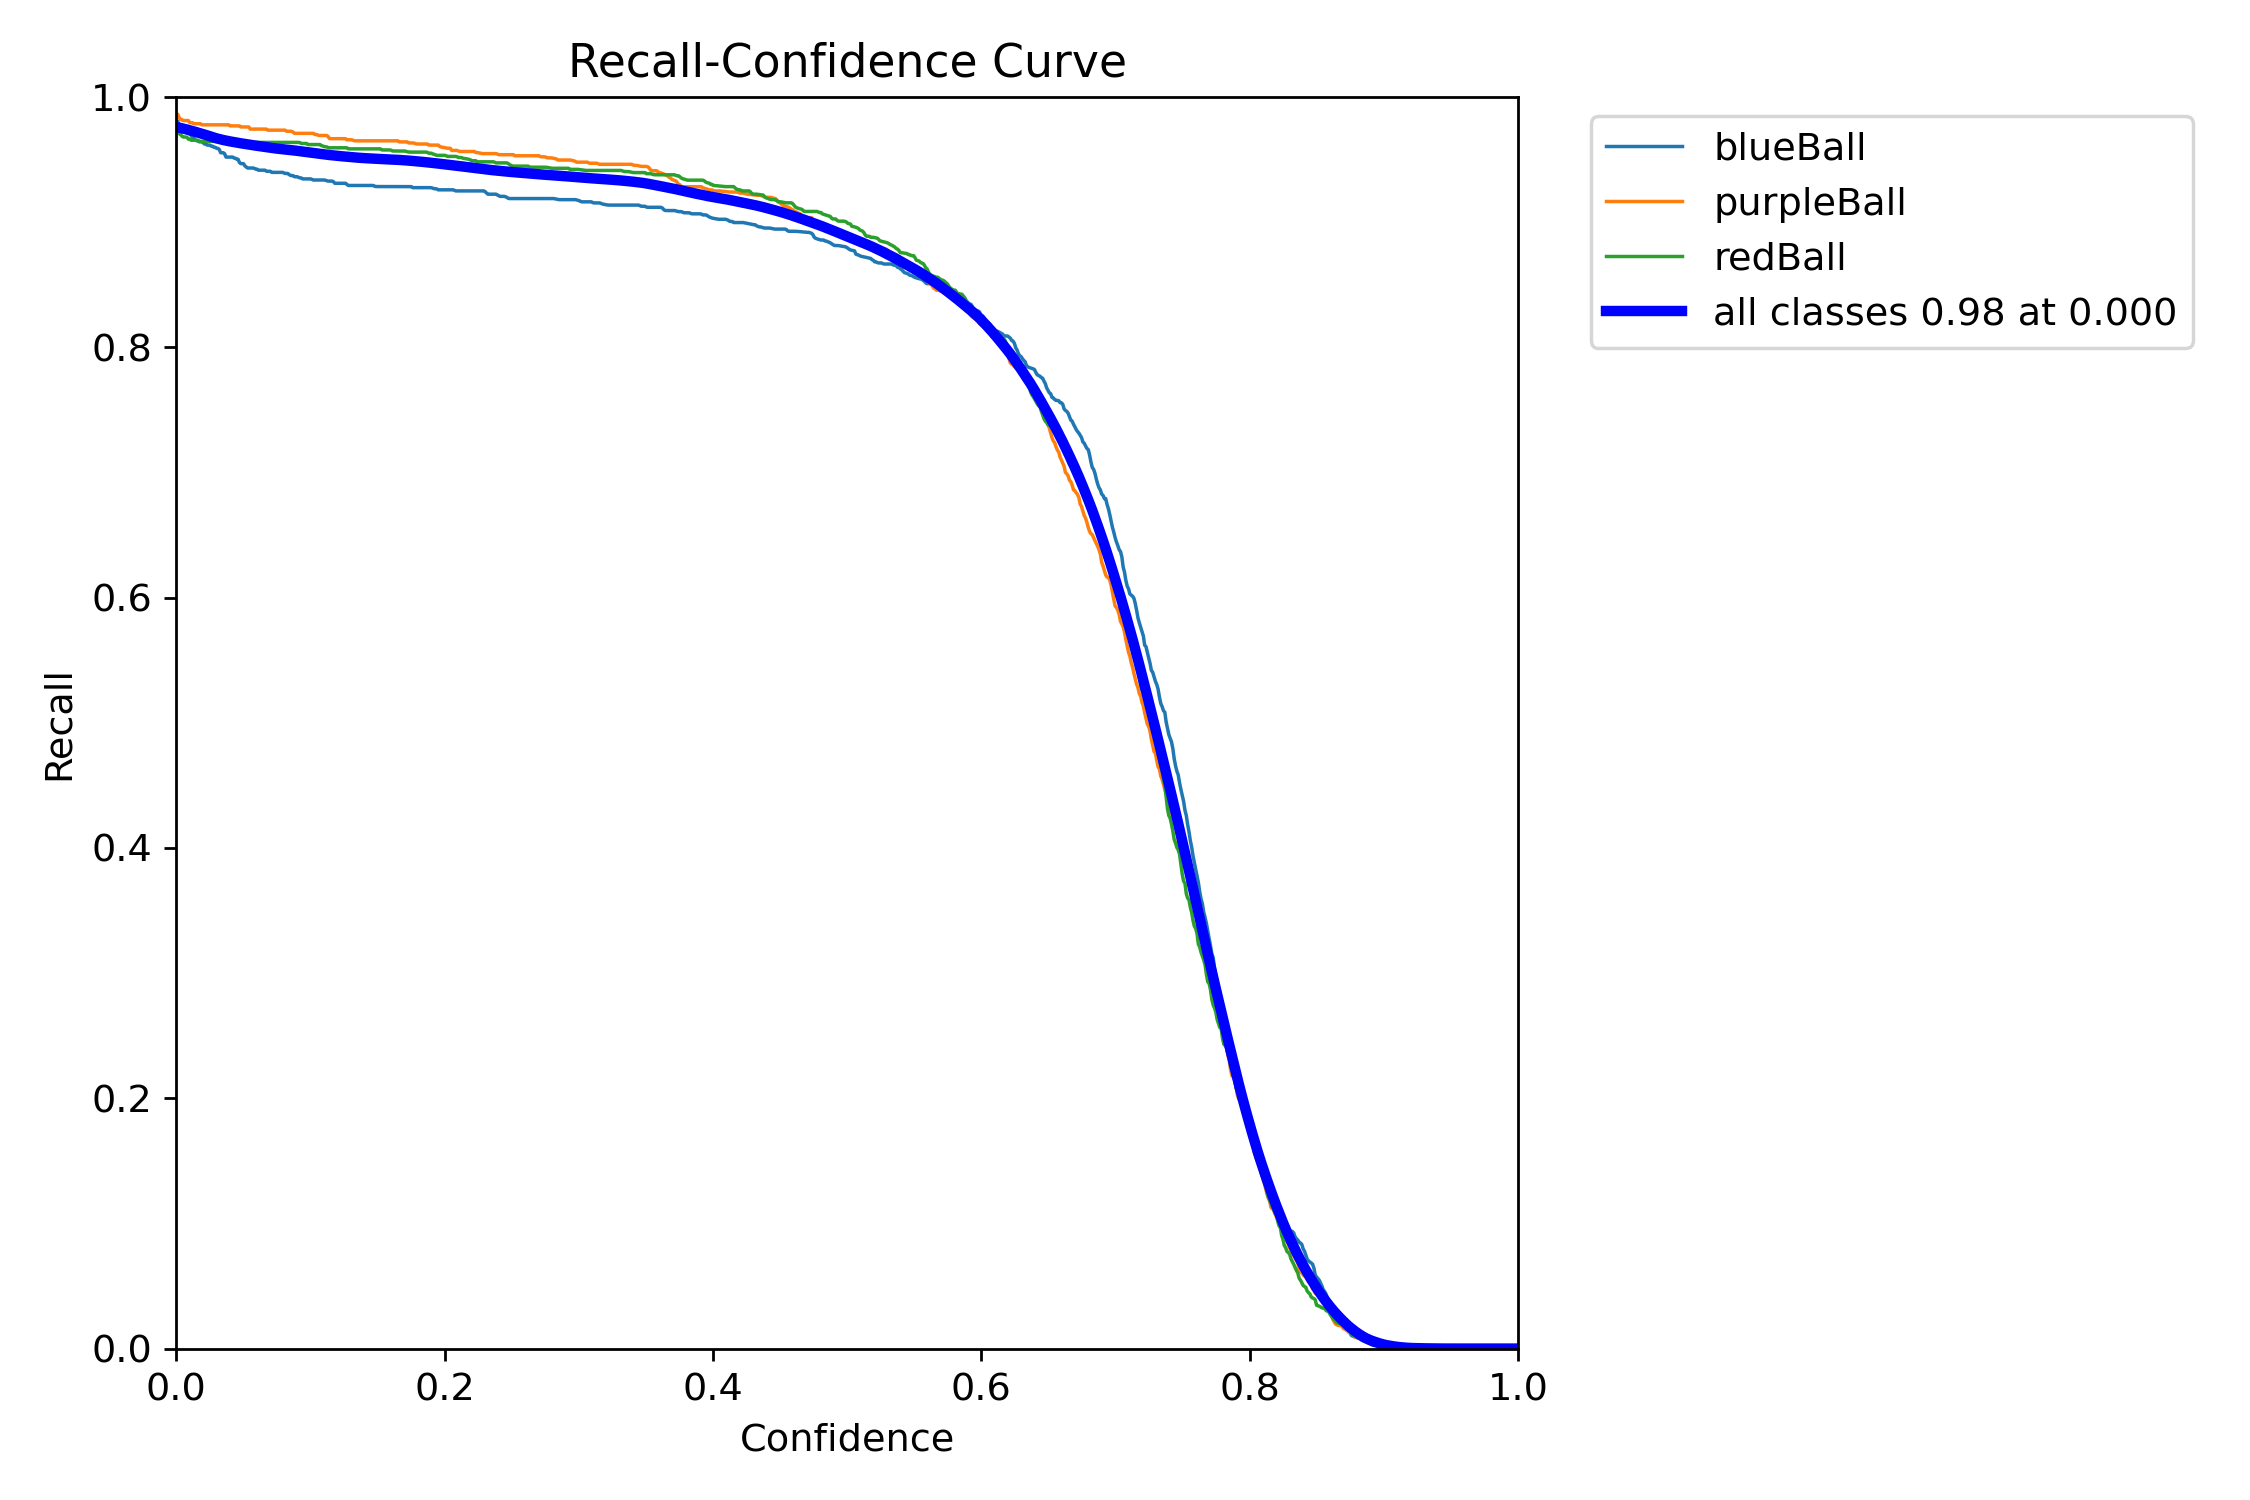 Recall-Confidence Curve
1.0
0.8
0.6
0.4
0.2
0.0
Recall
0.0 0.2 0.4 0.6 0.8 1.0
Confidence
blueBall
purpleBall
redBall
all classes 0.98 at 0.000